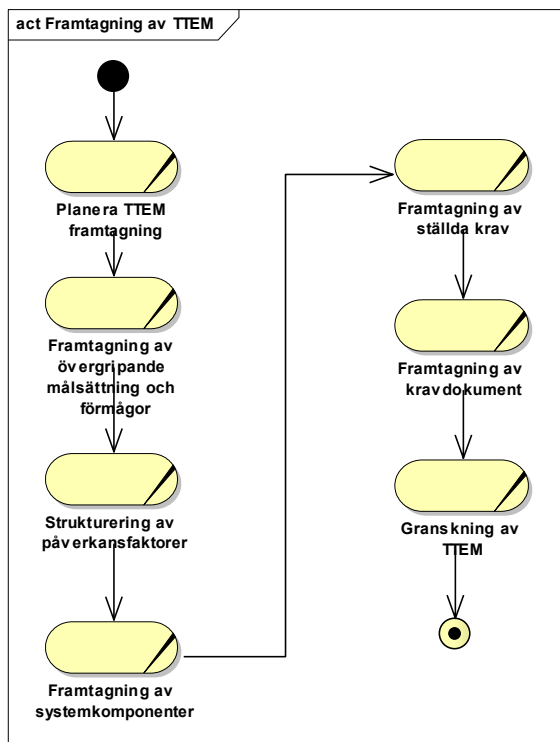 act Framtagning av TTEM
Planera TTEM
framtagning
Framtagning av
övergripande
målsättning och
förmågor
Strukturering av
påverkansfaktorer
Framtagning av
systemkomponenter
Framtagning av
ställda krav
Framtagning av
kravdokument
Granskning av
TTEM